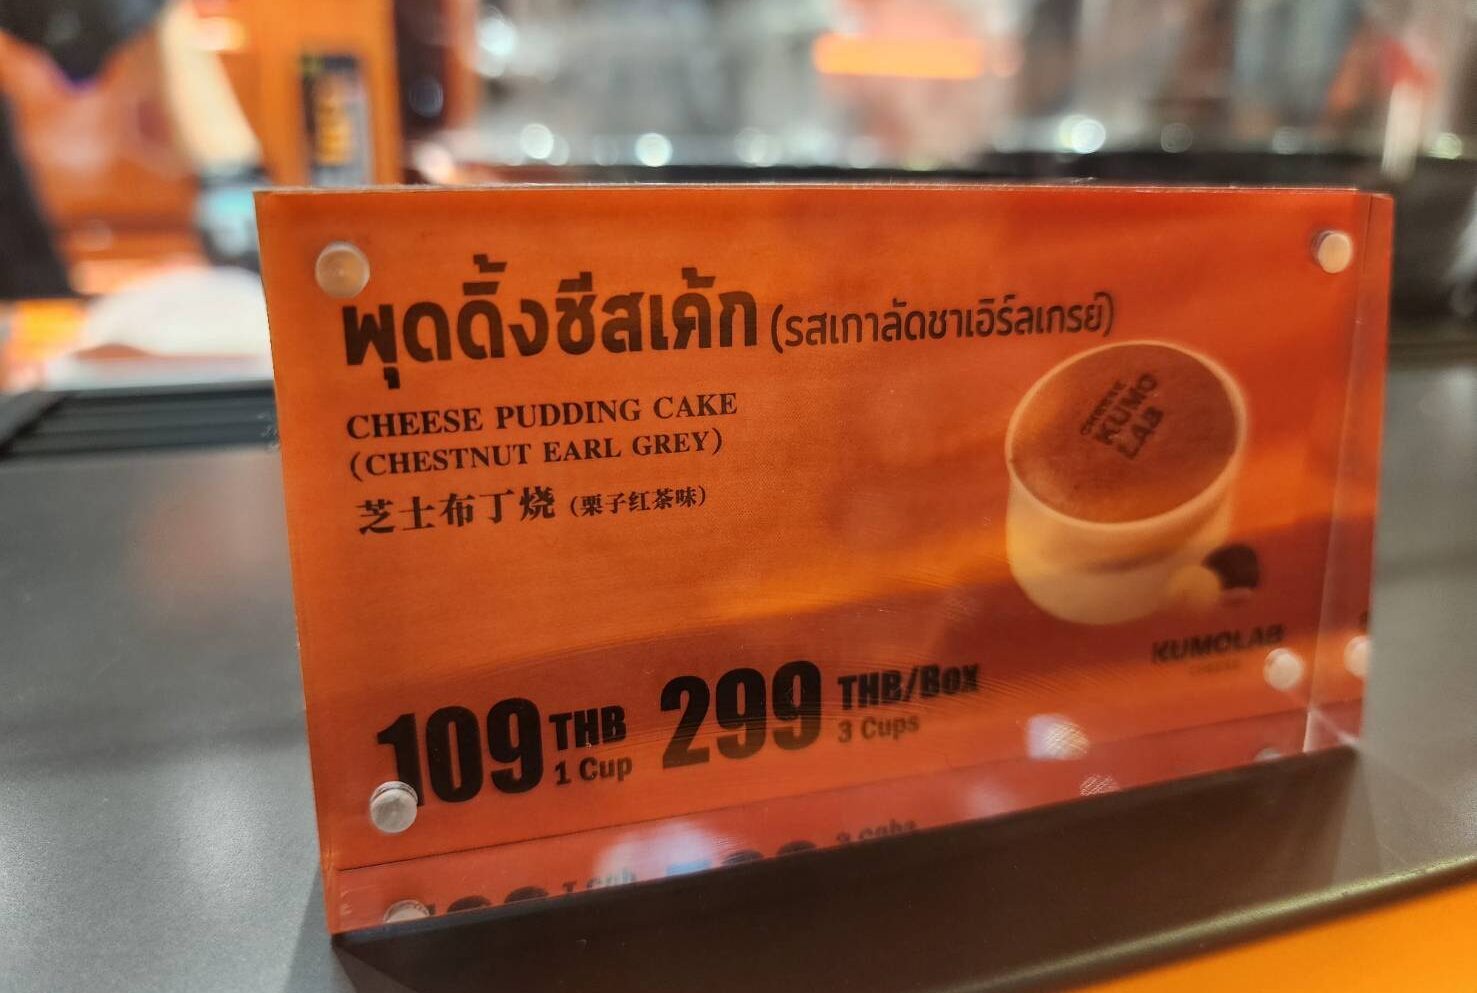 พุดดิ้งชีสเค้ก (รสเกาลัดชาเอิร์ลเกรย์)
CHEESE PUDDING CAKE
(CHESTNUT EARL GREY)
芝士布丁烧 (栗子红茶味)
CHEESE
KUMO
LAB
KUMOLAB
109 THB
1 Cup
299 THB/Box
3 Cups